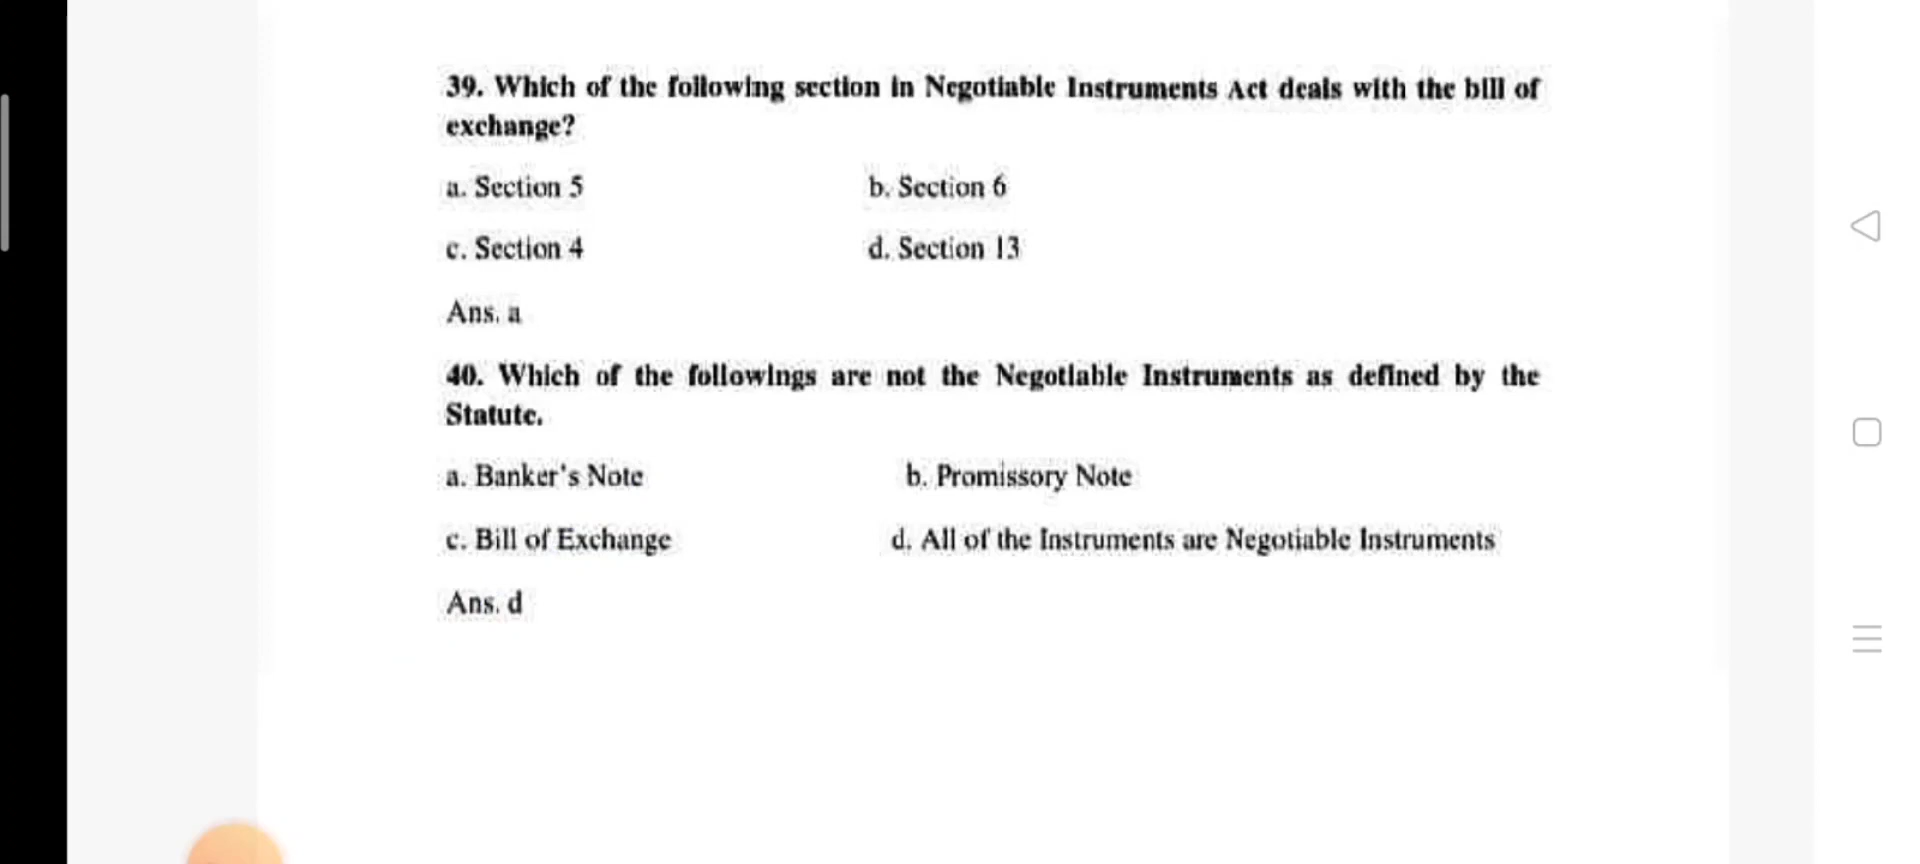 39. Which of the following section in Negotiable Instruments Act deals with the bill of
exchange?
a. Section 5 b. Section 6
c. Section 4 d. Section 13
Ans. a
40. Which of the followings are not the Negotiable Instruments as defined by the
Statute.
a. Banker's Note b. Promissory Note
c. Bill of Exchange d. All of the Instruments are Negotiable Instruments
Ans. d